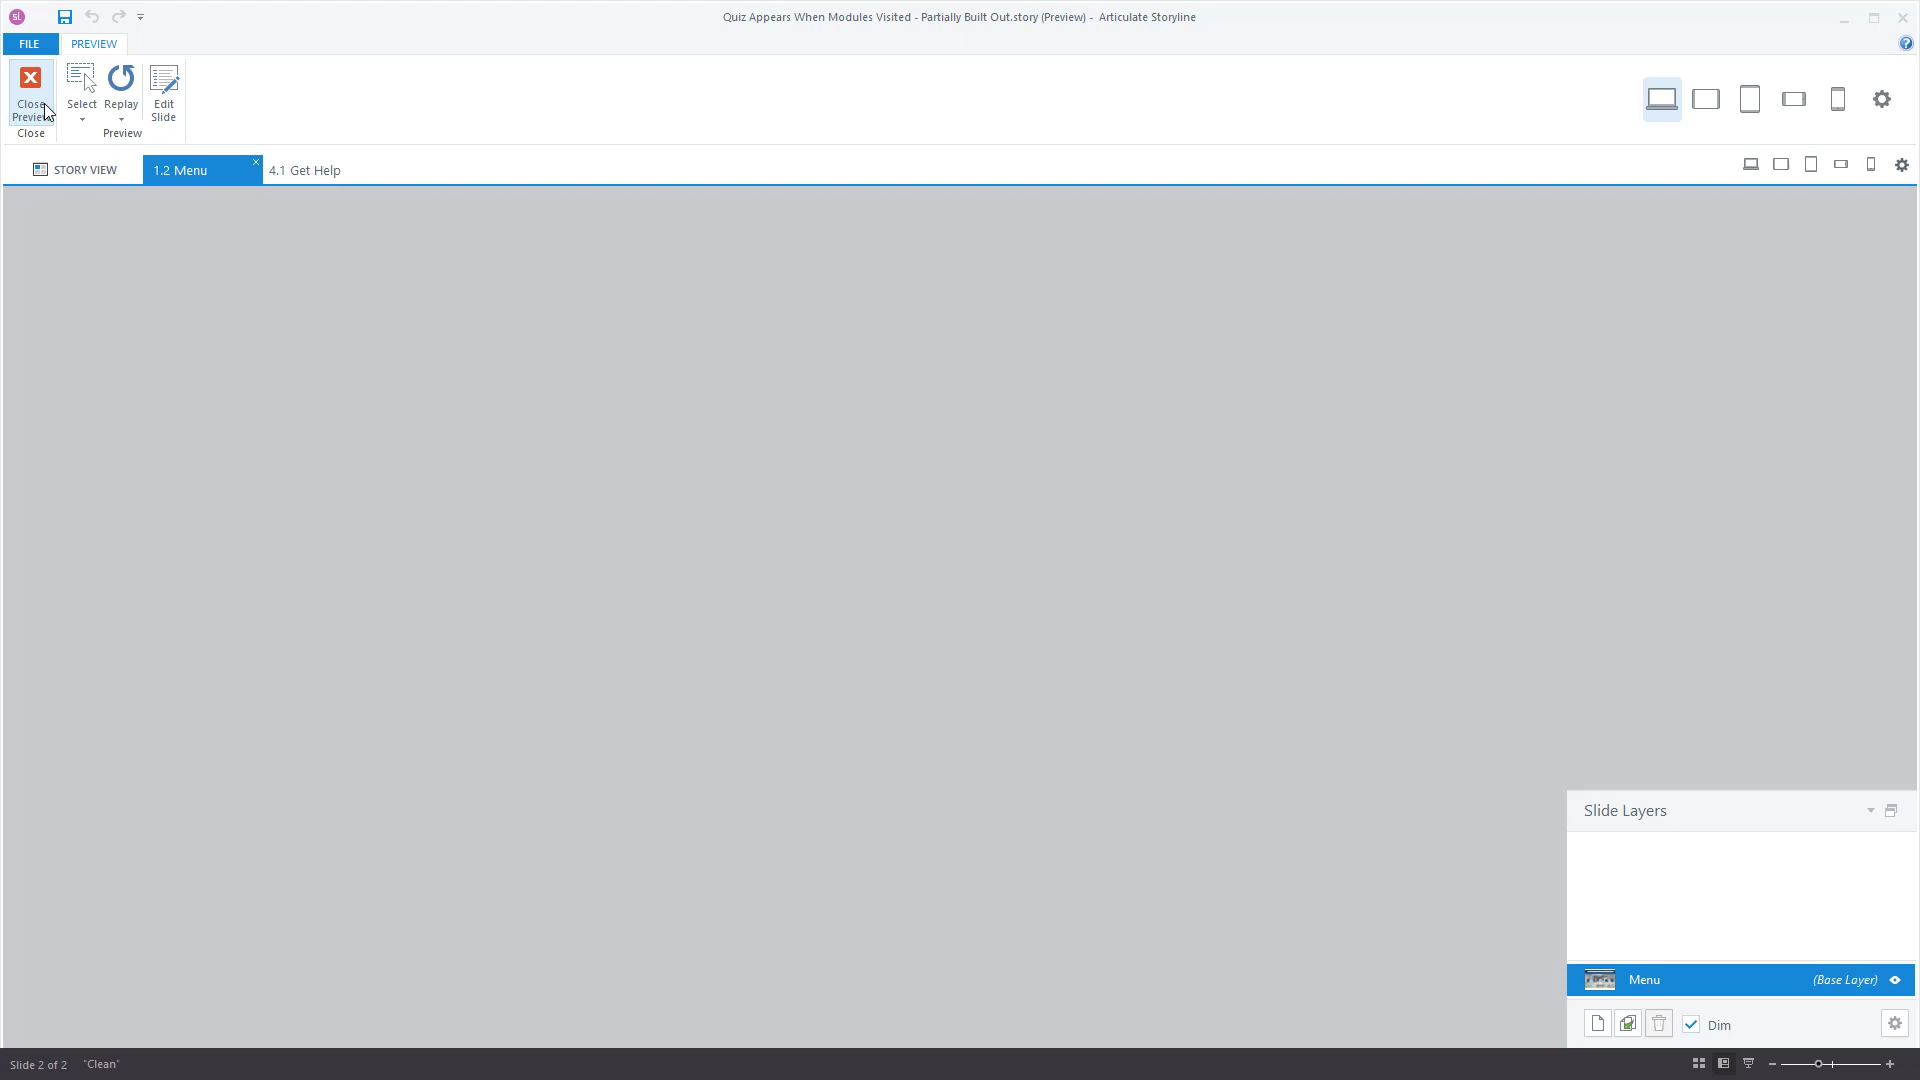 sl
Quiz Appears When Modules Visited - Partially Built Out.story (Preview) - Articulate Storyline
FILE
PREVIEW
?
Close
Preview
Select
Replay
Edit
Slide
Close
Preview
STORY VIEW
1.2 Menu
4.1 Get Help
Slide Layers
Menu
(Base Layer)
Dim
Slide 2 of 2
"Clean"